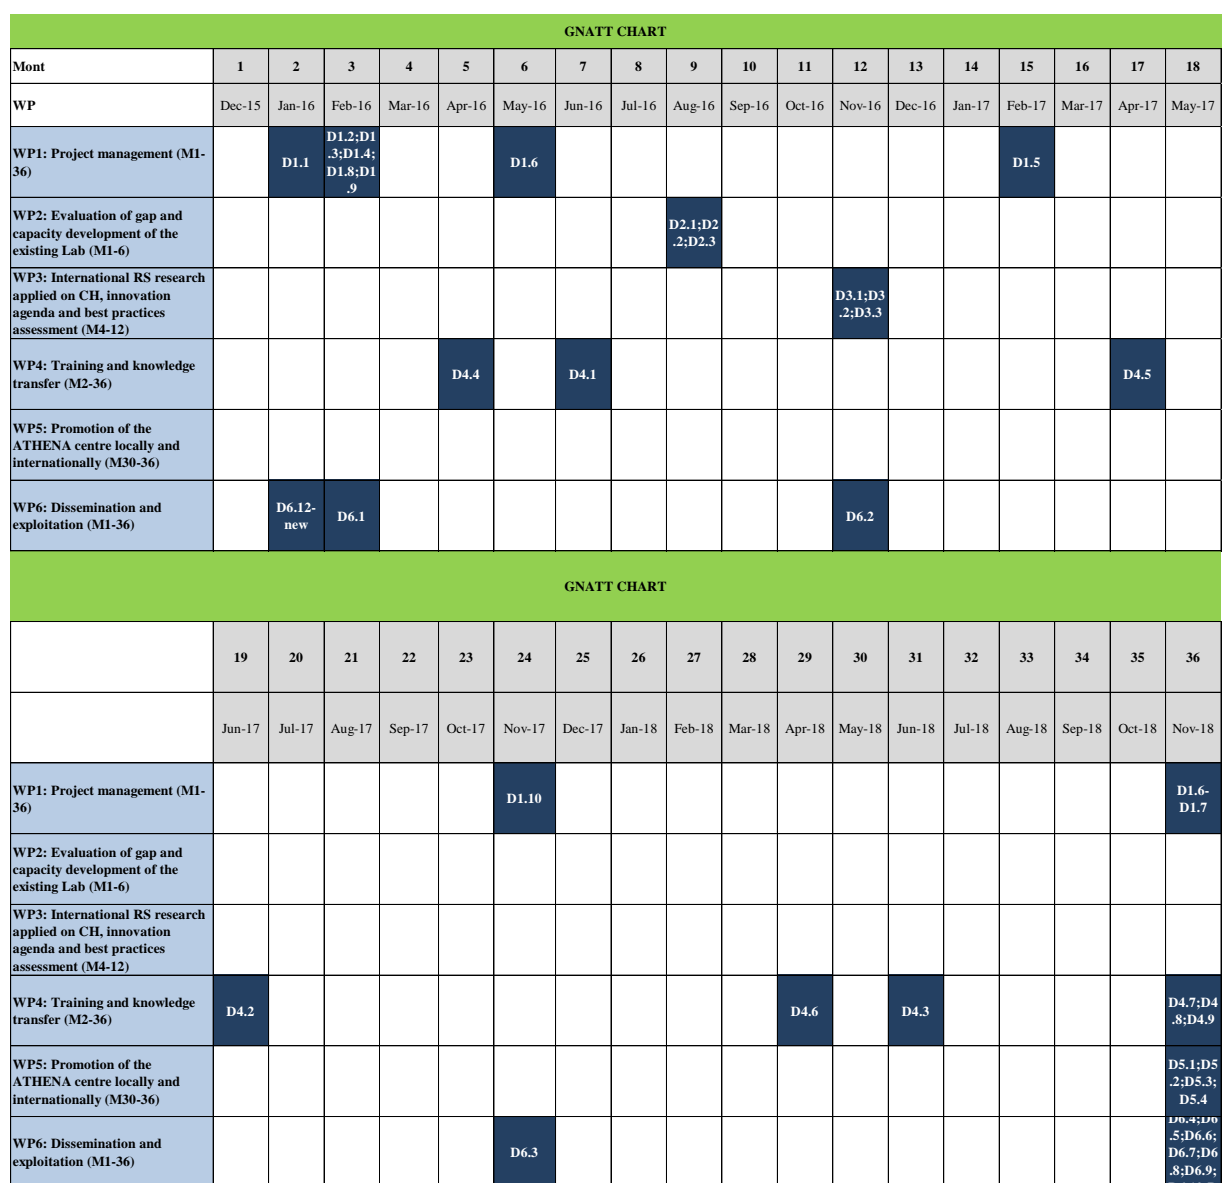 GNATT CHART
Mont 1 2 3 4 5 6 7 8 9 10 11 12 13 14 15 16 17 18
WP Dec-15 Jan-16 Feb-16 Mar-16 Apr-16 May-16 Jun-16 Jul-16 Aug-16 Sep-16 Oct-16 Nov-16 Dec-16 Jan-17 Feb-17 Mar-17 Apr-17 May-17
WP1: Project management (M1-
36)
D1.1
D1.2;D1
.3;D1.4;
D1.8;D1
.9
D1.6
D1.5
WP2: Evaluation of gap and
capacity development of the
existing Lab (M1-6)
D2.1;D2
.2;D2.3
WP3: International RS research
applied on CH, innovation
agenda and best practices
assessment (M4-12)
D3.1;D3
.2;D3.3
WP4: Training and knowledge
transfer (M2-36)
D4.4
D4.1
D4.5
WP5: Promotion of the
ATHENA centre locally and
internationally (M30-36)
WP6: Dissemination and
exploitation (M1-36)
D6.12-
new
D6.1
D6.2
GNATT CHART
19 20 21 22 23 24 25 26 27 28 29 30 31 32 33 34 35 36
Jun-17 Jul-17 Aug-17 Sep-17 Oct-17 Nov-17 Dec-17 Jan-18 Feb-18 Mar-18 Apr-18 May-18 Jun-18 Jul-18 Aug-18 Sep-18 Oct-18 Nov-18
WP1: Project management (M1-
36)
D1.10
D1.6-
D1.7
WP2: Evaluation of gap and
capacity development of the
existing Lab (M1-6)
WP3: International RS research
applied on CH, innovation
agenda and best practices
assessment (M4-12)
WP4: Training and knowledge
transfer (M2-36)
D4.2
D4.6
D4.3
D4.7;D4
.8;D4.9
WP5: Promotion of the
ATHENA centre locally and
internationally (M30-36)
D5.1;D5
.2;D5.3;
D5.4
WP6: Dissemination and
exploitation (M1-36)
D6.3
D6.4;D6
.5;D6.6;
D6.7;D6
.8;D6.9;